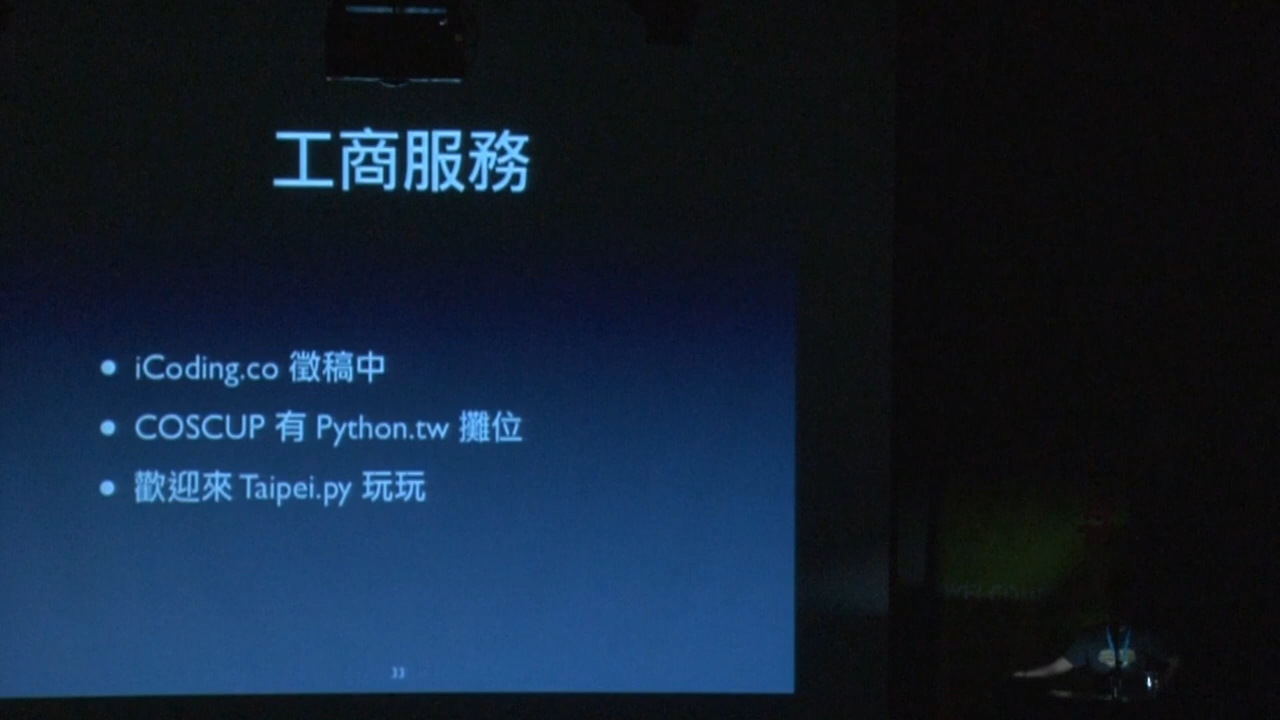 工商服務
iCoding.co 徵稿中
COSCUP 有 Python.tw 攤位
歡迎來 Taipei.py 玩玩
33